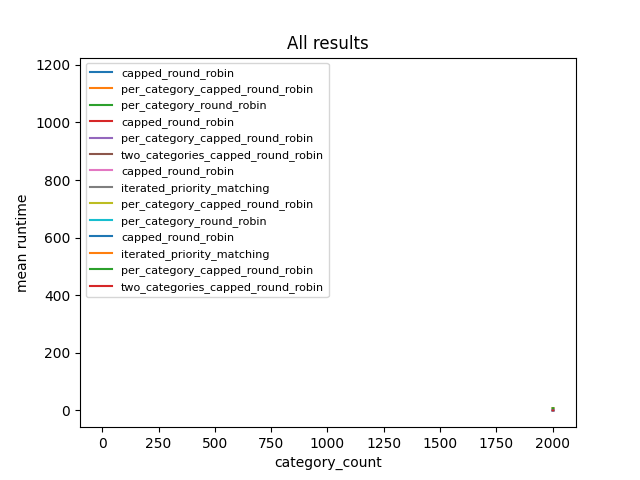 All results
1200
1000
800
600
400
200
0
mean runtime
capped_round_robin
per_category_capped_round_robin
per_category_round_robin
capped_round_robin
per_category_capped_round_robin
two_categories_capped_round_robin
capped_round_robin
iterated_priority_matching
per_category_capped_round_robin
per_category_round_robin
capped_round_robin
iterated_priority_matching
per_category_capped_round_robin
two_categories_capped_round_robin
0 250 500 750 1000 1250 1500 1750 2000
category_count